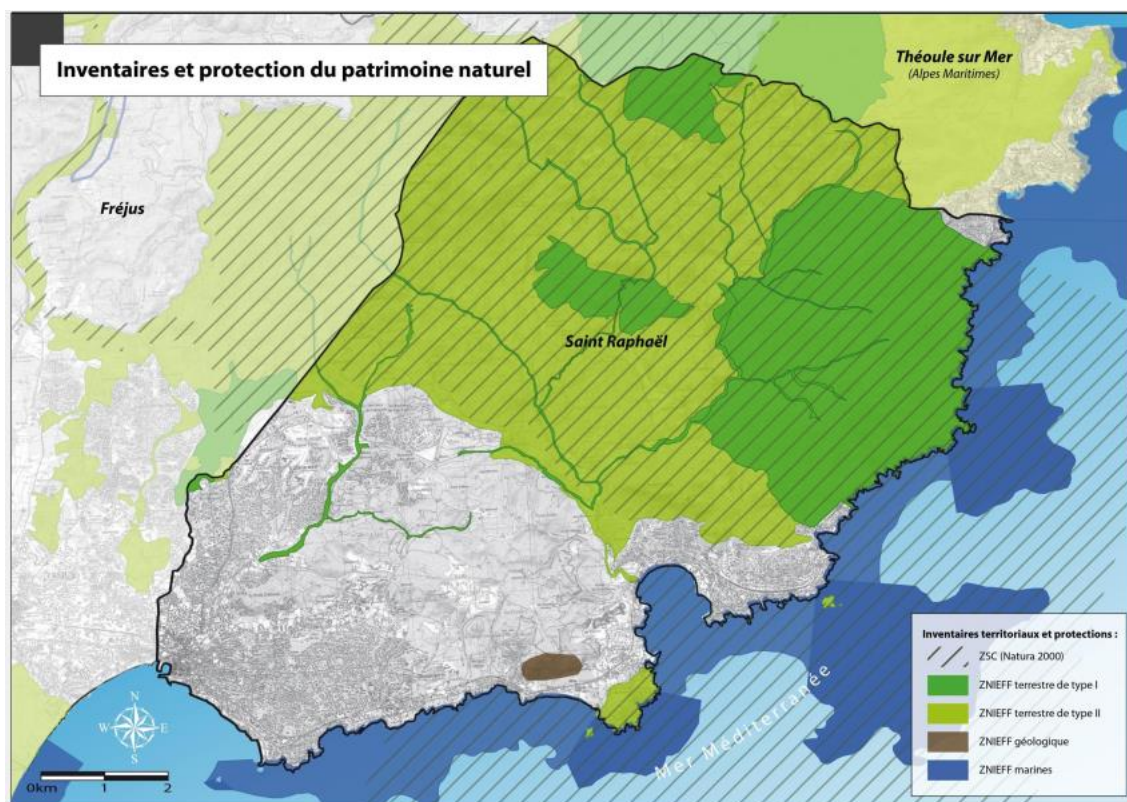 Inventaires et protection du patrimoine naturel
Théoule sur Mer
(Alpes Maritimes)
Fréjus
Saint Raphaël
Mer Méditerranée
N
W E
S
0km 1 2
Inventaires territoriaux et protections :
ZSC (Natura 2000)
ZNIEFF terrestre de type I
ZNIEFF terrestre de type II
ZNIEFF géologique
ZNIEFF marines